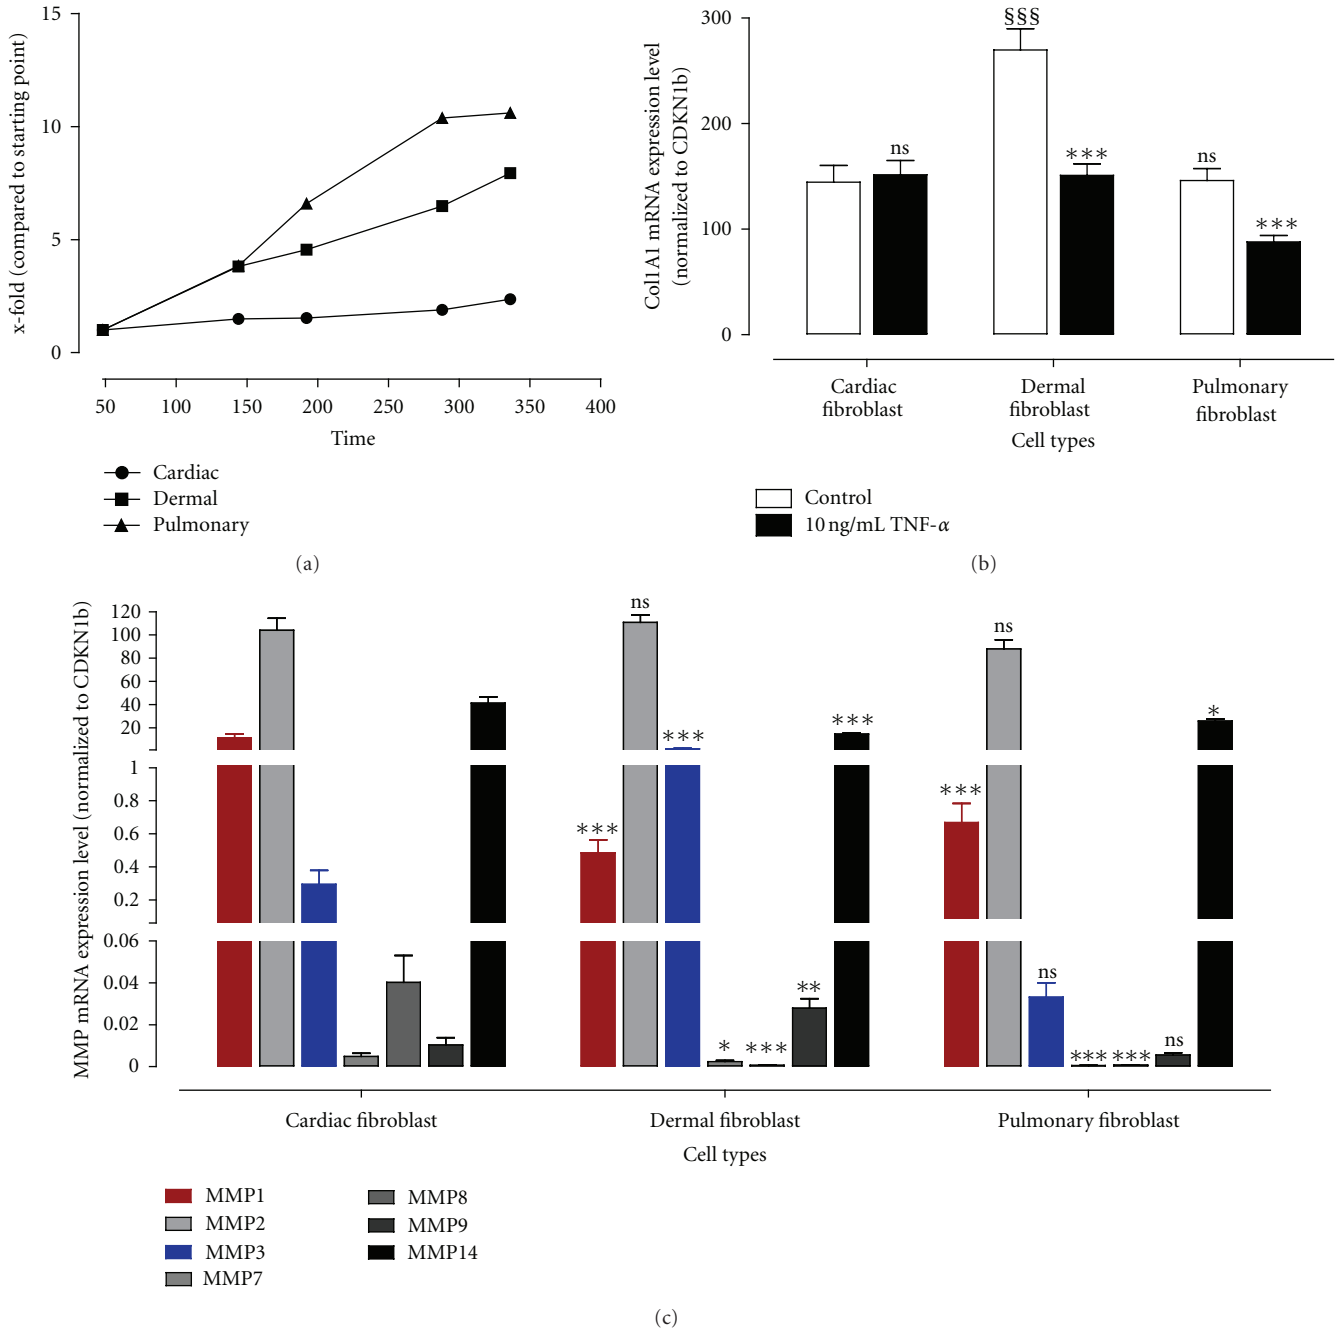 x-fold (compared to starting point)
15
10
5
0
50 100 150 200 250 300 350 400
Time
Cardiac
Dermal
Pulmonary
(a)
Col1A1 mRNA expression level
(normalized to CDKN1b)
300
200
100
0
ns
§§§
***
ns
***
Cardiac
fibroblast
Dermal
fibroblast
Pulmonary
fibroblast
Cell types
Control
10 ng/mL TNF-α
(b)
MMP mRNA expression level (normalized to CDKN1b)
120
100
80
60
40
20
1
0.8
0.6
0.4
0.2
0.06
0.04
0.02
0
***
ns
***
*
***
**
***
***
ns
ns
***
***
ns
*
Cardiac fibroblast
Dermal fibroblast
Pulmonary fibroblast
Cell types
MMP1
MMP2
MMP3
MMP7
MMP8
MMP9
MMP14
(c)